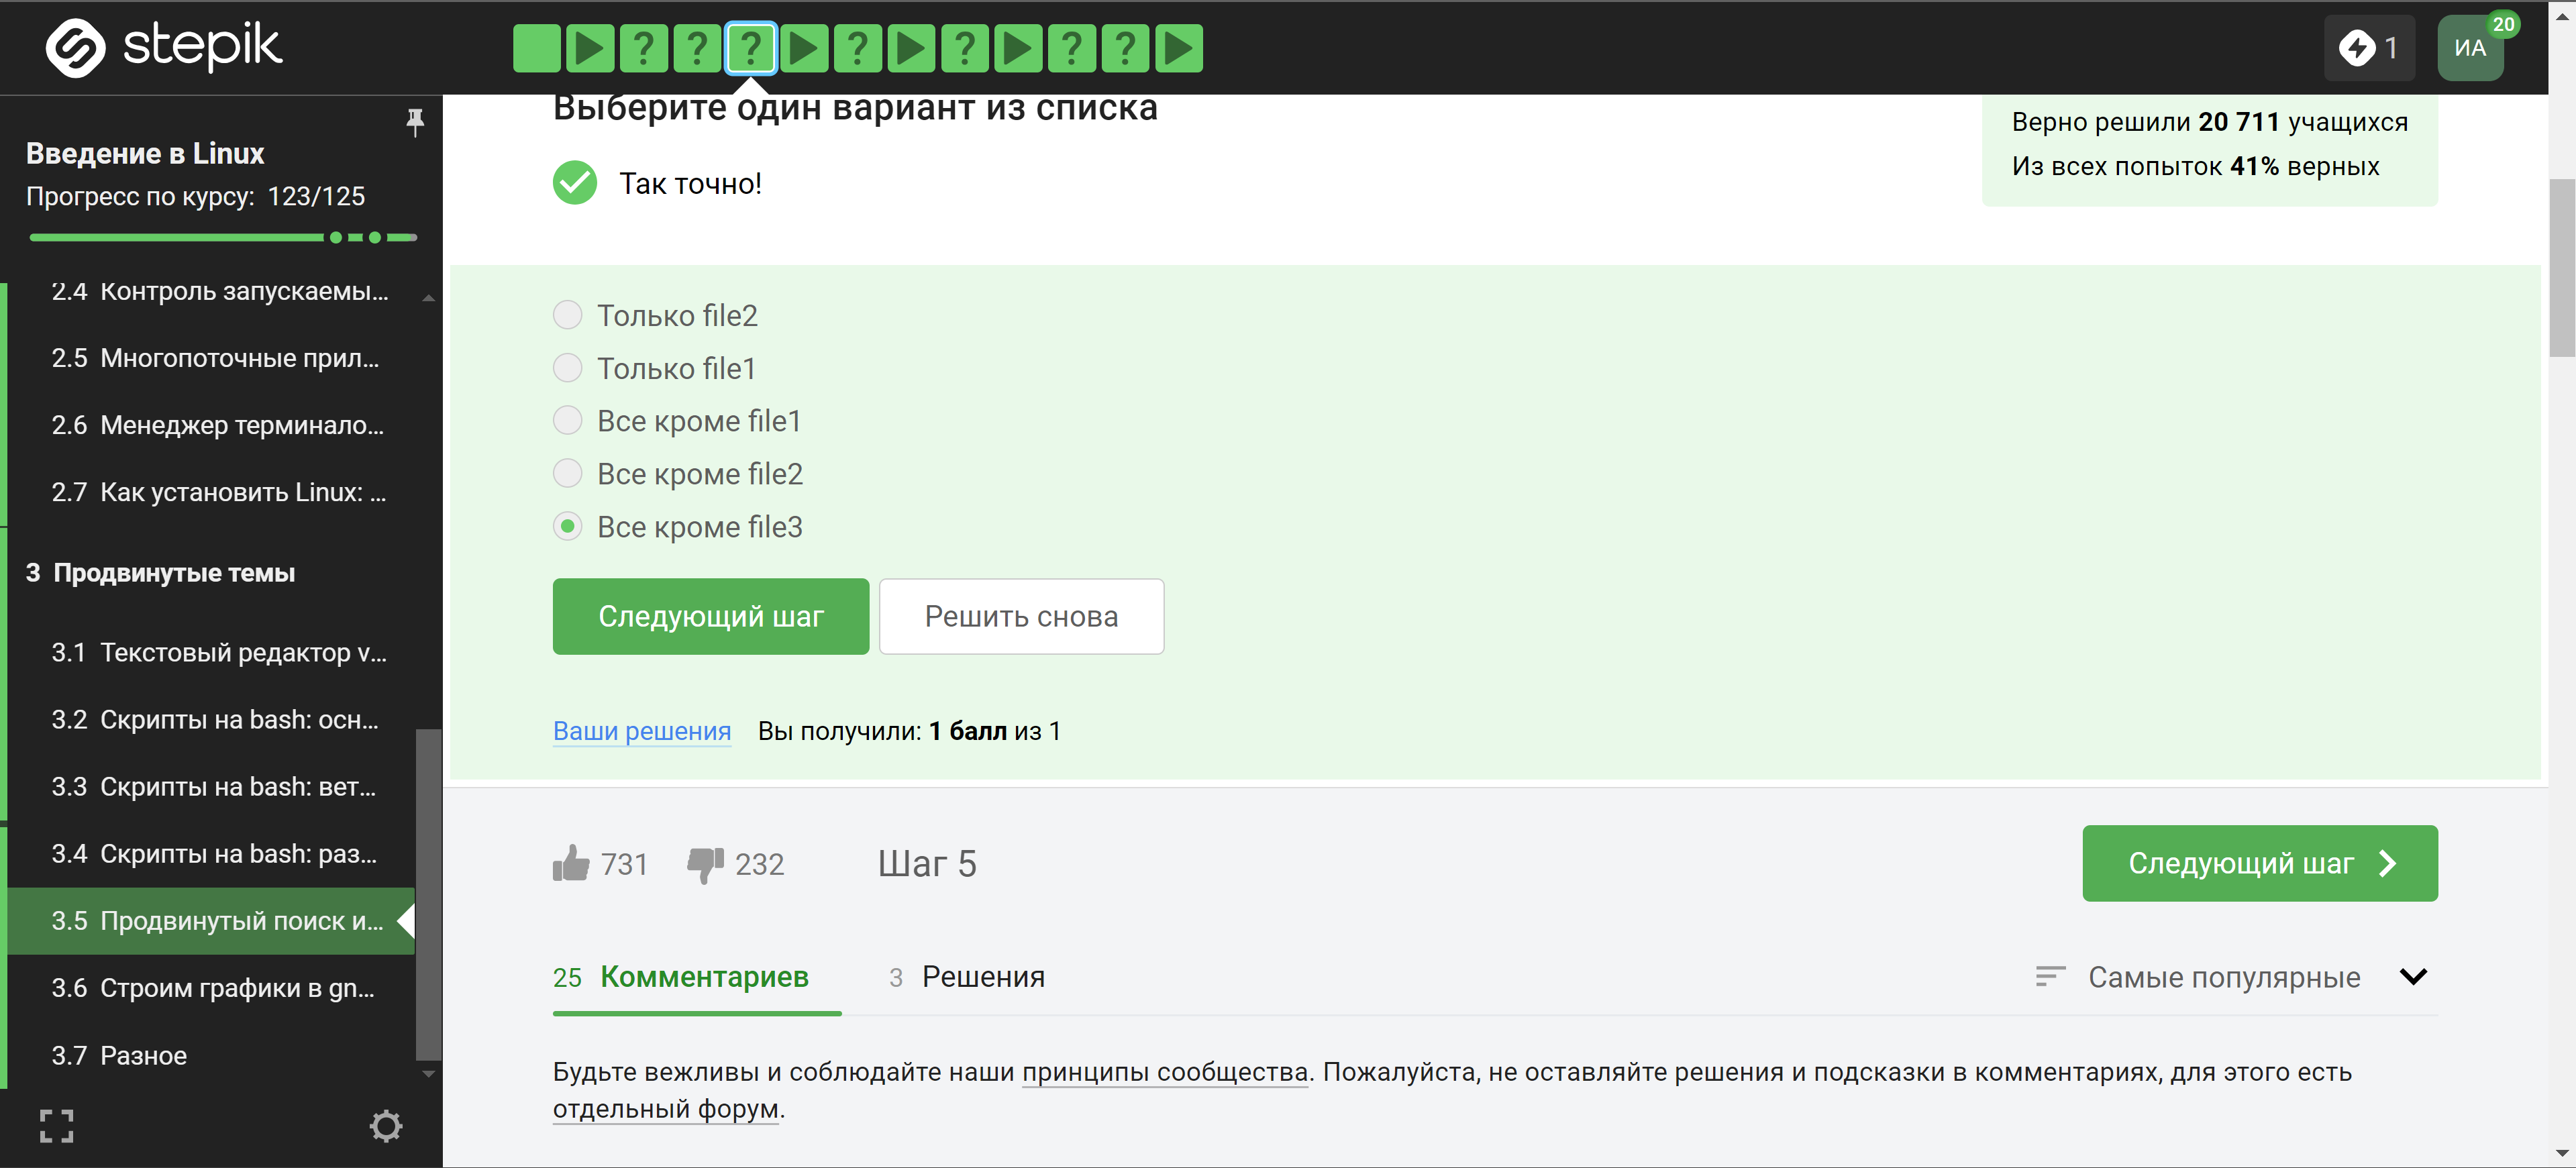 stepik
? ? ? ? ? ? ?
1
ИА
20
Введение в Linux
Прогресс по курсу: 123/125
2.4 Контроль запускаемы...
2.5 Многопоточные прил...
2.6 Менеджер терминало...
2.7 Как установить Linux: ...
3 Продвинутые темы
3.1 Текстовый редактор v...
3.2 Скрипты на bash: осн...
3.3 Скрипты на bash: вет...
3.4 Скрипты на bash: раз...
3.5 Продвинутый поиск и...
3.6 Строим графики в gn...
3.7 Разное
Выберите один вариант из списка
Так точно!
Верно решили 20 711 учащихся
Из всех попыток 41% верных
Только file2
Только file1
Все кроме file1
Все кроме file2
Все кроме file3
Следующий шаг
Решить снова
Ваши решения Вы получили: 1 балл из 1
731 232 Шаг 5
Следующий шаг
25 Комментариев 3 Решения
Самые популярные
Будьте вежливы и соблюдайте наши принципы сообщества. Пожалуйста, не оставляйте решения и подсказки в комментариях, для этого есть
отдельный форум.